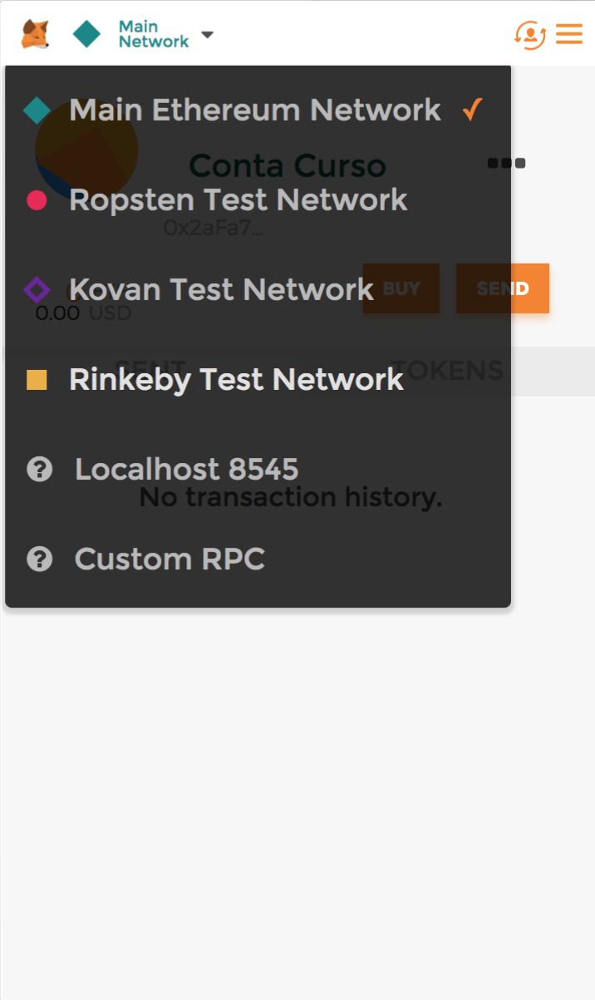 Main
Network
Main Ethereum Network
Conta Curso
Ropsten Test Network
0x2aFa7...
Kovan Test Network
BUY
SEND
0.00 USD
SENT
TOKENS
Rinkeby Test Network
Localhost 8545
No transaction history.
Custom RPC